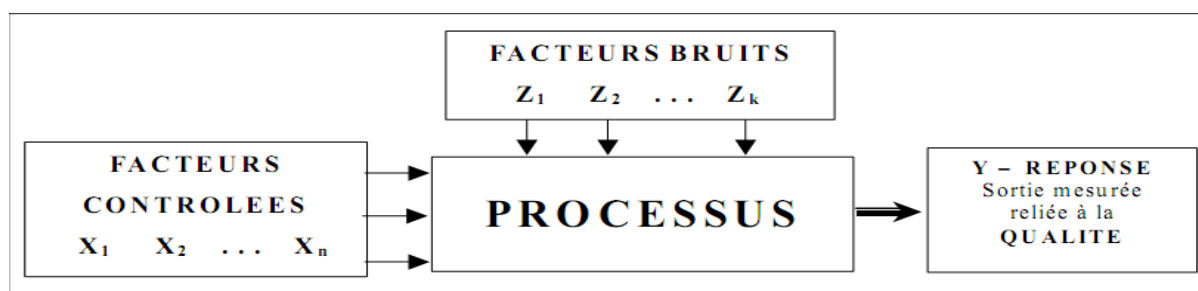 FACTEURS BRUITS
Z1 Z2 ... Zk
FACTEURS
CONTROLEES
X1 X2 ... Xn
PROCESSUS
Y – REPONSE
Sortie mesurée
reliée à la
QUALITE